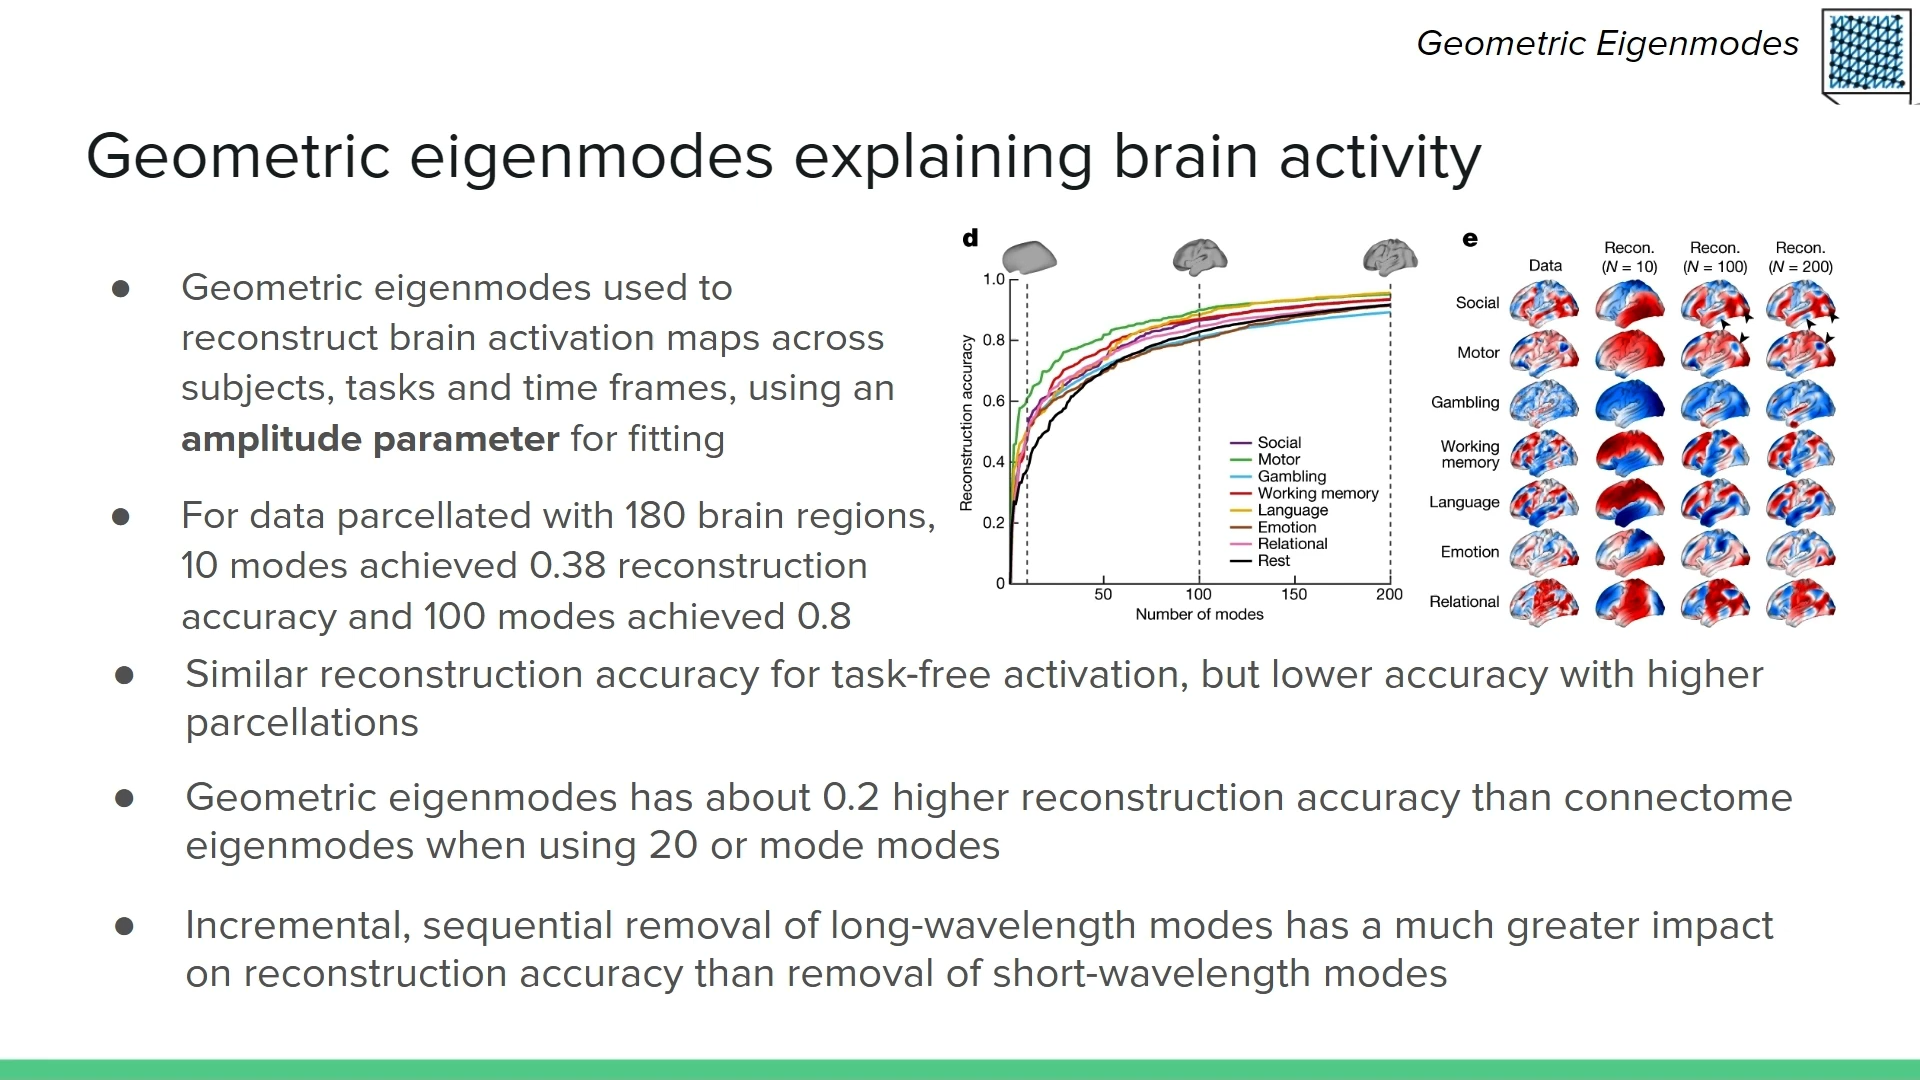 Geometric Eigenmodes
Geometric eigenmodes explaining brain activity
● Geometric eigenmodes used to
reconstruct brain activation maps across
subjects, tasks and time frames, using an
amplitude parameter for fitting
● For data parcellated with 180 brain regions,
10 modes achieved 0.38 reconstruction
accuracy and 100 modes achieved 0.8
d
1.0
0.8
0.6
0.4
0.2
0
Reconstruction accuracy
50 100 150 200
Number of modes
Social
Motor
Gambling
Working memory
Language
Emotion
Relational
Rest
e
Data
Recon.
(N = 10)
Recon.
(N = 100)
Recon.
(N = 200)
Social
Motor
Gambling
Working
memory
Language
Emotion
Relational
● Similar reconstruction accuracy for task-free activation, but lower accuracy with higher
parcellations
● Geometric eigenmodes has about 0.2 higher reconstruction accuracy than connectome
eigenmodes when using 20 or mode modes
● Incremental, sequential removal of long-wavelength modes has a much greater impact
on reconstruction accuracy than removal of short-wavelength modes